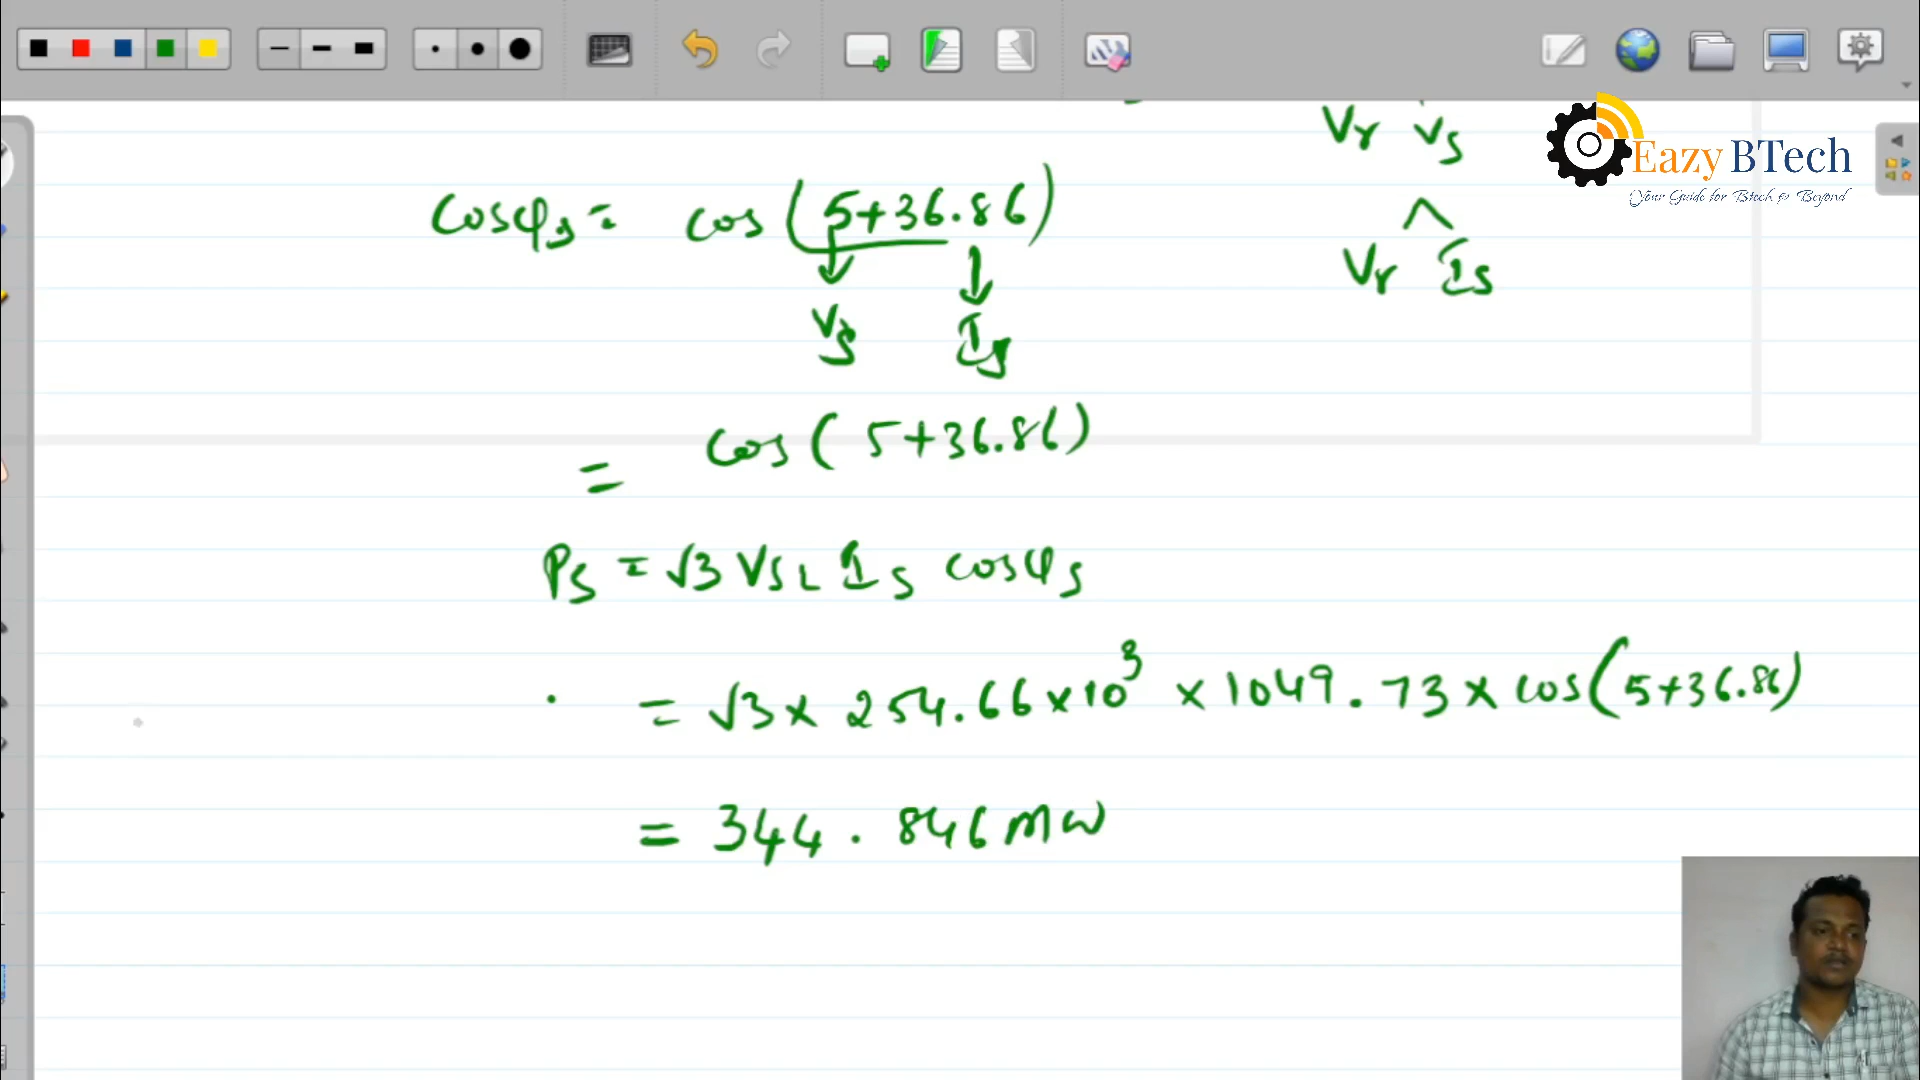 Vr Vs
Eazy BTech
Your Guide for Btech & Beyond
cosφs = cos (5+36.86)
Vr Is
Vs Is
= cos (5+36.86)
Ps = √3 VSL Is cosφs
= √3 × 254.66×10³ × 1049.73 × cos(5+36.86)
= 344.846 MW